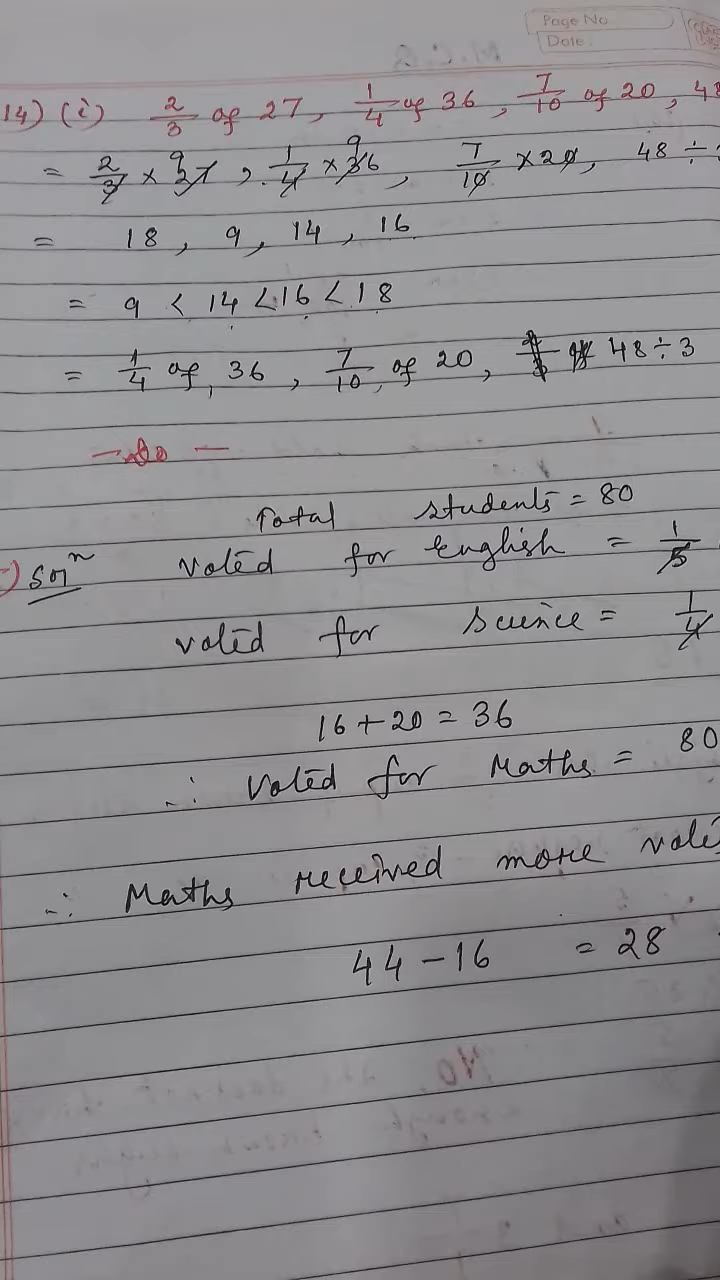 Page No.
Date:
14) (i) 2/3 of 27, 1/4 of 36, 7/10 of 20, 48
= 2/3 × 27 9, 1/4 × 36 9, 7/10 × 20, 48 ÷
= 18, 9, 14, 16
= 9 < 14 < 16 < 18
= 1/4 of, 36, 7/10, of 20, 48 ÷ 3
Total students = 80
Solⁿ voted for English = 1/5
voted for science = 1/4
16 + 20 = 36
∴ Voted for Maths = 80
∴ Maths received more
44 - 16 = 28